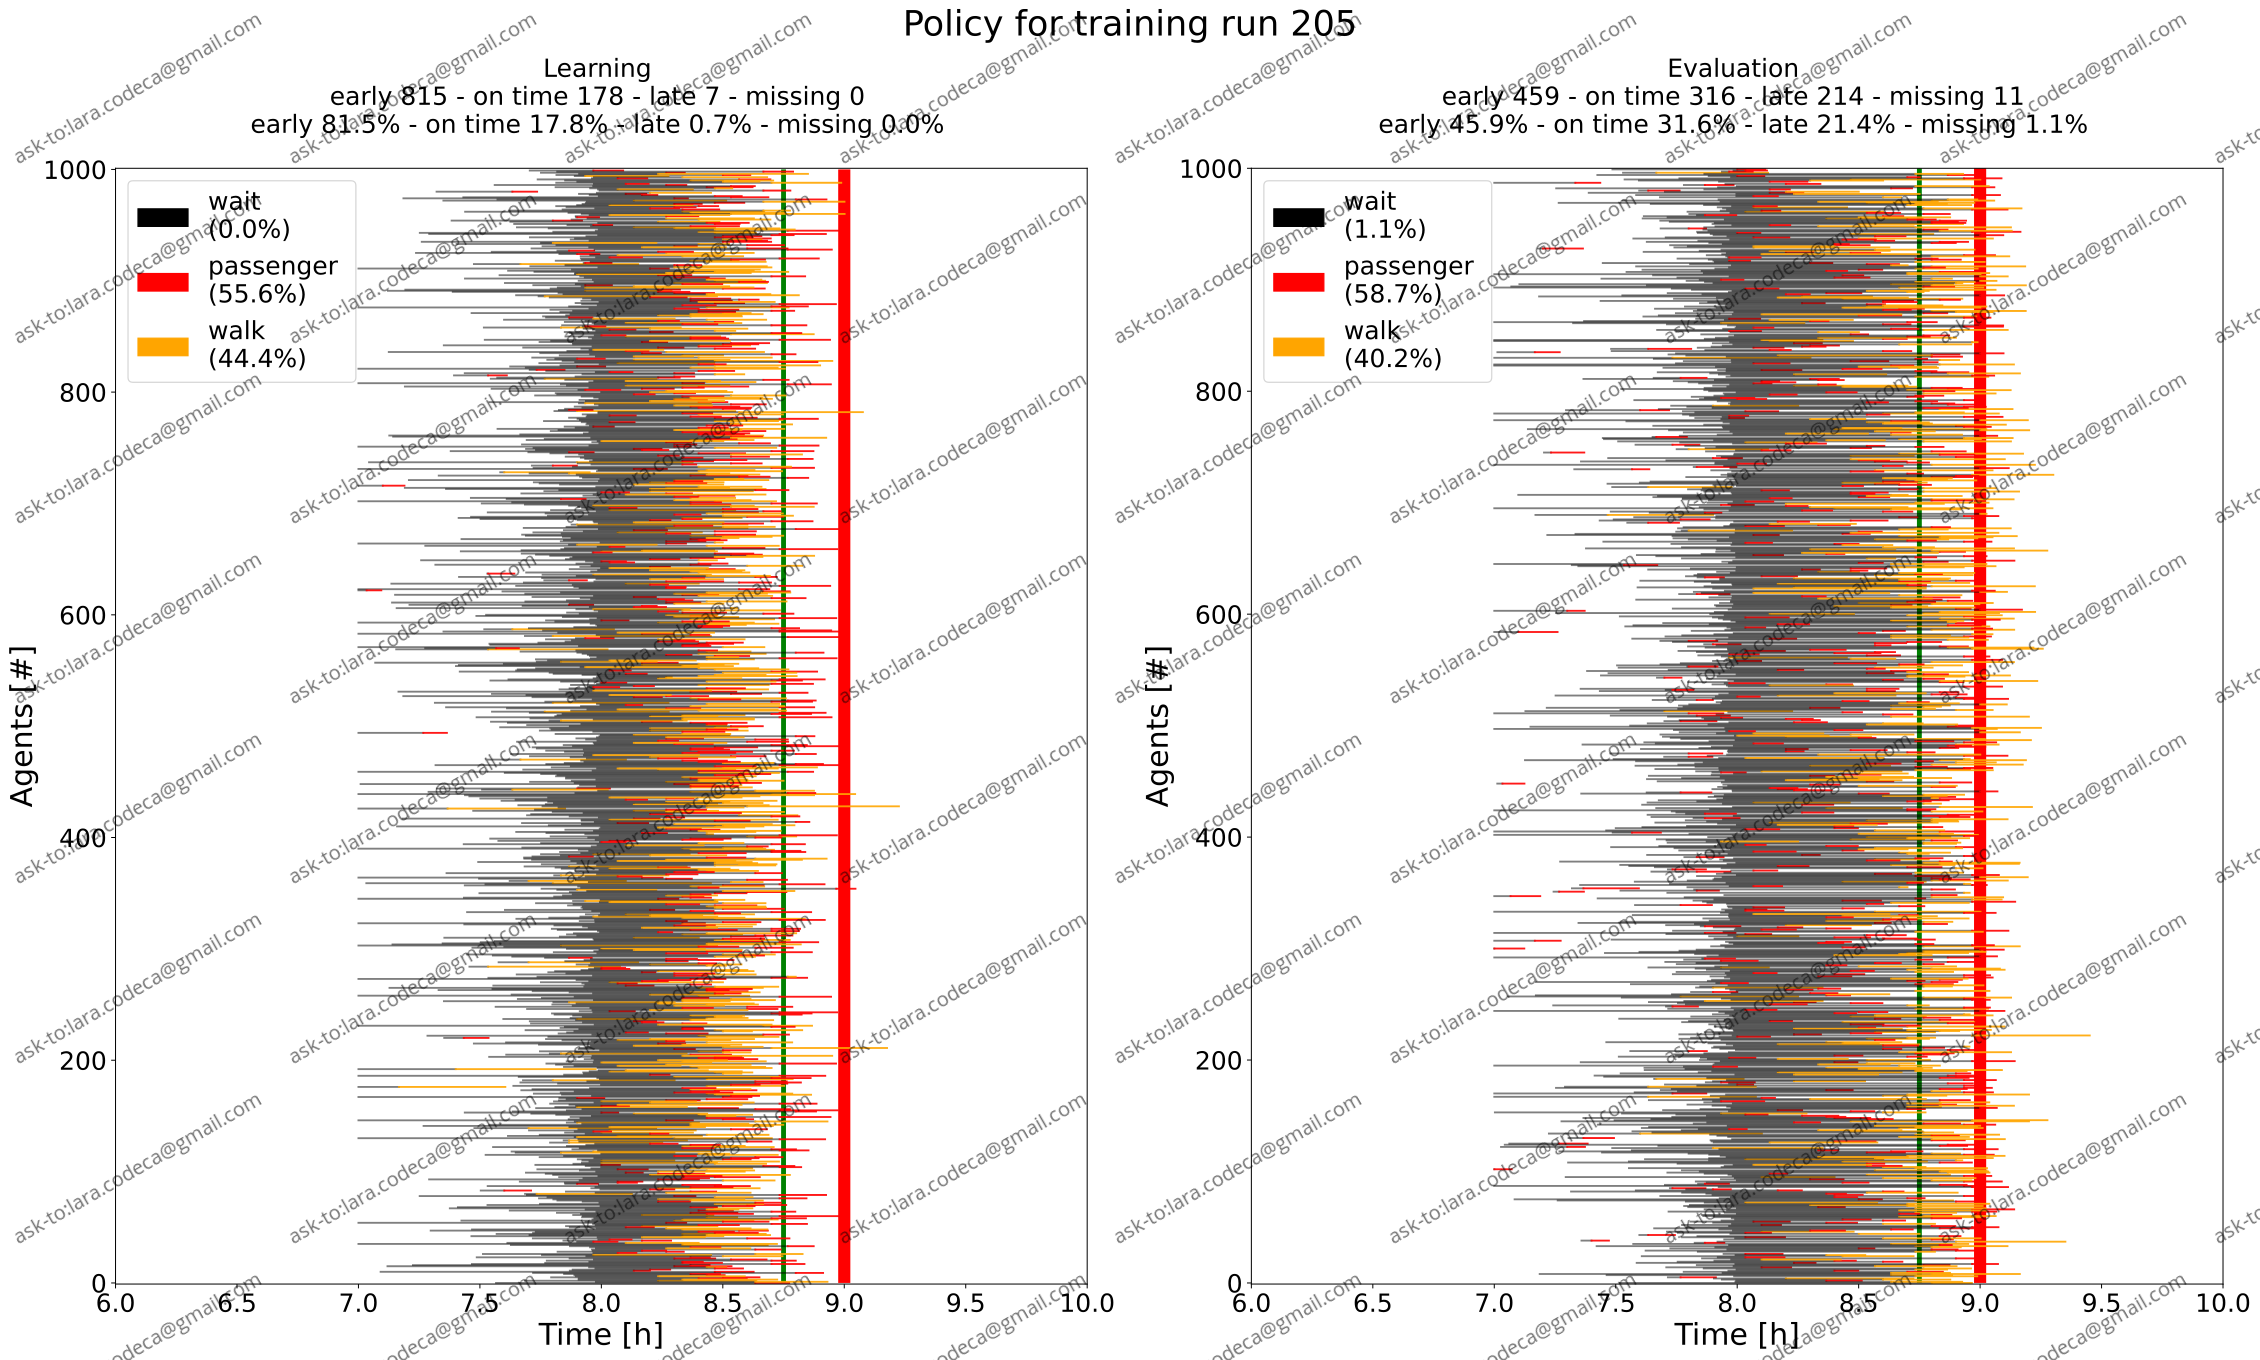 Policy for training run 205
Learning
early 815 - on time 178 - late 7 - missing 0
early 81.5% - on time 17.8% - late 0.7% - missing 0.0%
1000
800
600
400
200
0
Agents [#]
wait
(0.0%)
passenger
(55.6%)
walk
(44.4%)
6.0 6.5 7.0 7.5 8.0 8.5 9.0 9.5 10.0
Time [h]
Evaluation
early 459 - on time 316 - late 214 - missing 11
early 45.9% - on time 31.6% - late 21.4% - missing 1.1%
1000
800
600
400
200
0
Agents [#]
wait
(1.1%)
passenger
(58.7%)
walk
(40.2%)
6.0 6.5 7.0 7.5 8.0 8.5 9.0 9.5 10.0
Time [h]
ask-to:lara.codeca@gmail.com